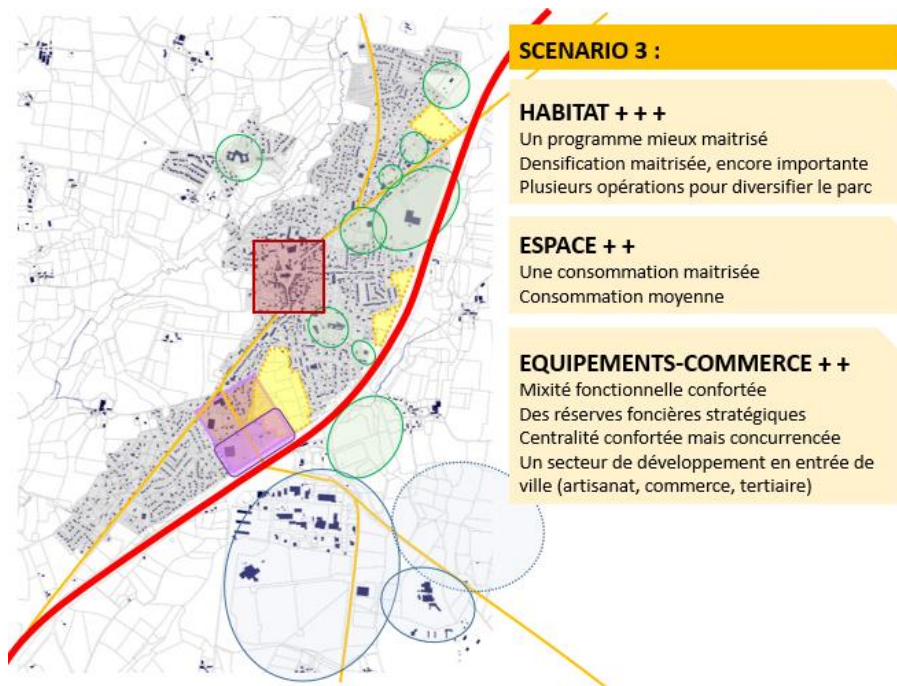 SCENARIO 3 :
HABITAT + + +
Un programme mieux maitrisé
Densification maitrisée, encore importante
Plusieurs opérations pour diversifier le parc
ESPACE + +
Une consommation maitrisée
Consommation moyenne
EQUIPEMENTS-COMMERCE + +
Mixité fonctionnelle confortée
Des réserves foncières stratégiques
Centralité confortée mais concurrencée
Un secteur de développement en entrée de
ville (artisanat, commerce, tertiaire)